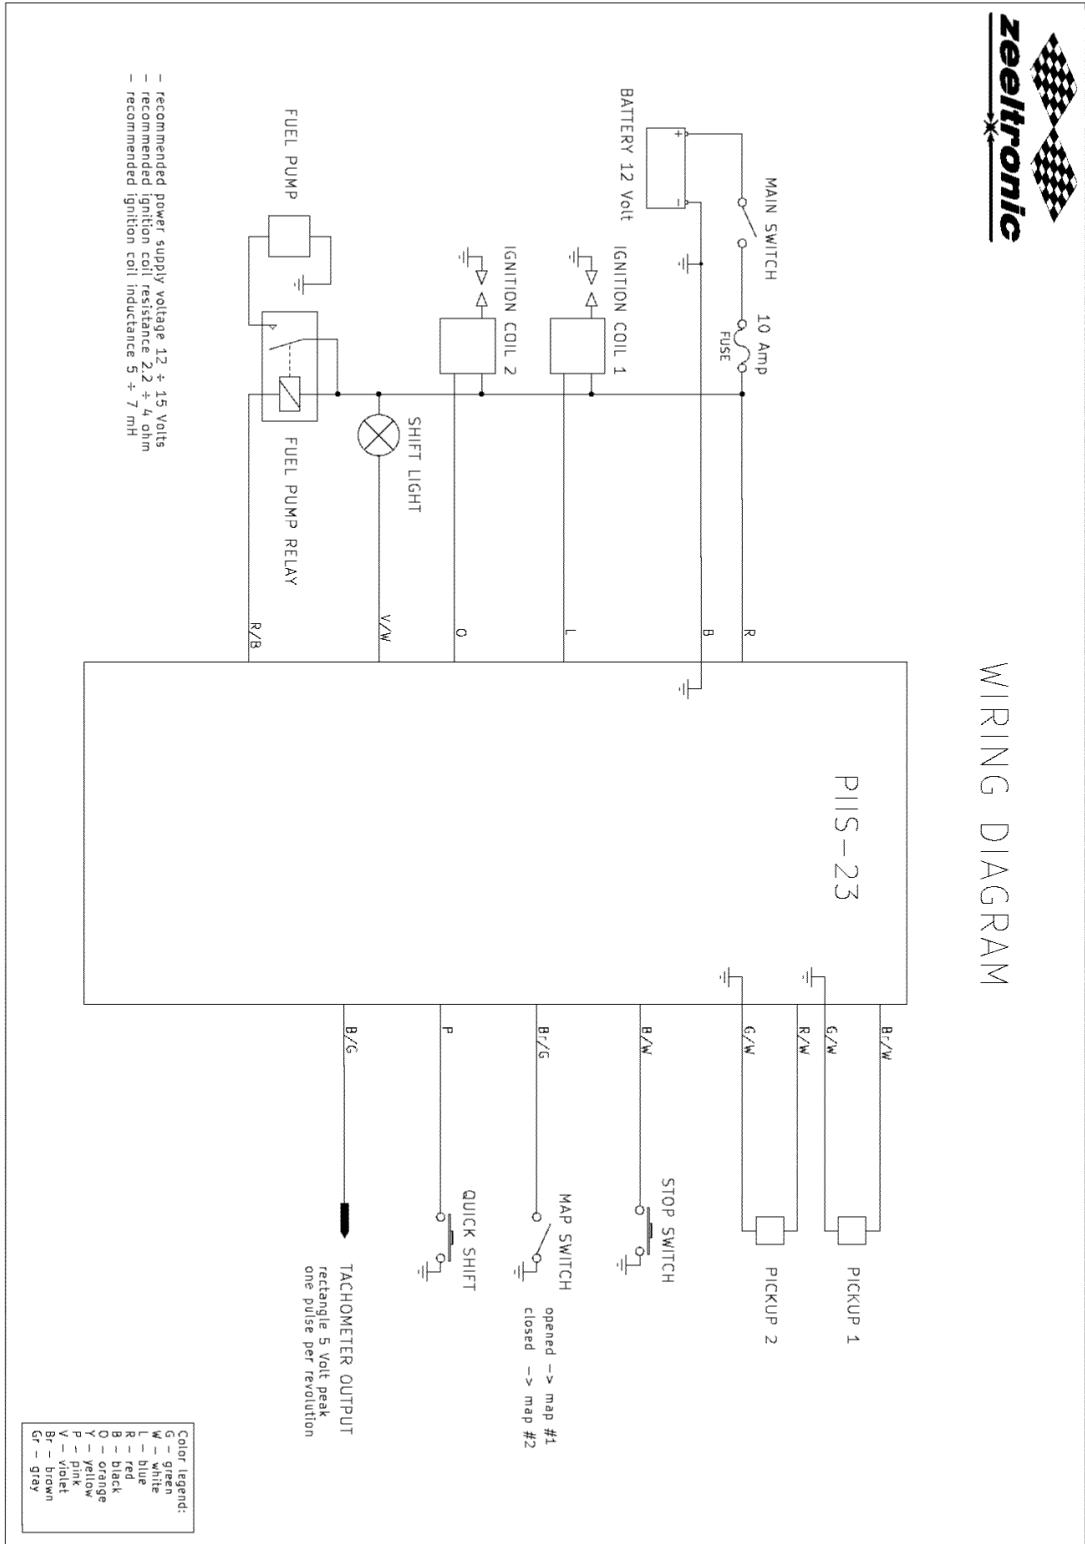 zeeltronic
WIRING DIAGRAM
MAIN SWITCH
10 Amp
FUSE
BATTERY 12 Volt
+
-
IGNITION COIL 1
IGNITION COIL 2
SHIFT LIGHT
FUEL PUMP
FUEL PUMP RELAY
- recommended power supply voltage 12 ÷ 15 Volts
- recommended ignition coil resistance 2.2 ÷ 4 ohm
- recommended ignition coil inductance 5 ÷ 7 mH
R
B
L
O
V/W
R/B
PIIS-23
Br/W
G/W
R/W
G/W
B/W
Br/G
P
B/G
PICKUP 1
PICKUP 2
STOP SWITCH
MAP SWITCH
opened -> map #1
closed -> map #2
QUICK SHIFT
TACHOMETER OUTPUT
rectangle 5 Volt peak
one pulse per revolution
Color legend:
G - green
W - white
L - blue
R - red
B - black
O - orange
Y - yellow
P - pink
V - violet
Br - brown
Gr - gray